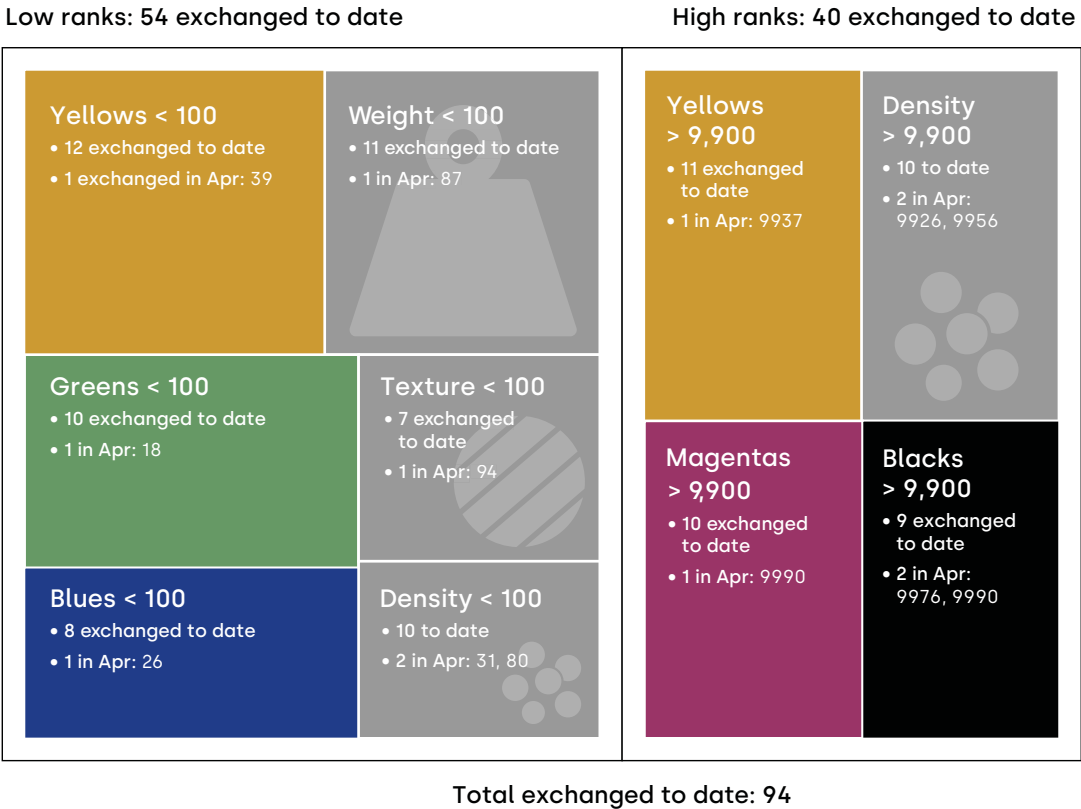 Low ranks: 54 exchanged to date
High ranks: 40 exchanged to date
Yellows < 100
• 12 exchanged to date
• 1 exchanged in Apr: 39
Weight < 100
• 11 exchanged to date
• 1 in Apr: 87
Greens < 100
• 10 exchanged to date
• 1 in Apr: 18
Texture < 100
• 7 exchanged
to date
• 1 in Apr: 94
Blues < 100
• 8 exchanged to date
• 1 in Apr: 26
Density < 100
• 10 to date
• 2 in Apr: 31, 80
Yellows
> 9,900
• 11 exchanged
to date
• 1 in Apr: 9937
Density
> 9,900
• 10 to date
• 2 in Apr:
9926, 9956
Magentas
> 9,900
• 10 exchanged
to date
• 1 in Apr: 9990
Blacks
> 9,900
• 9 exchanged
to date
• 2 in Apr:
9976, 9990
Total exchanged to date: 94